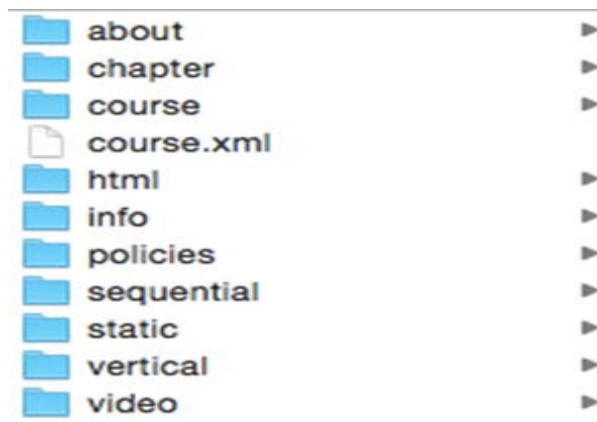 about
chapter
course
course.xml
html
info
policies
sequential
static
vertical
video